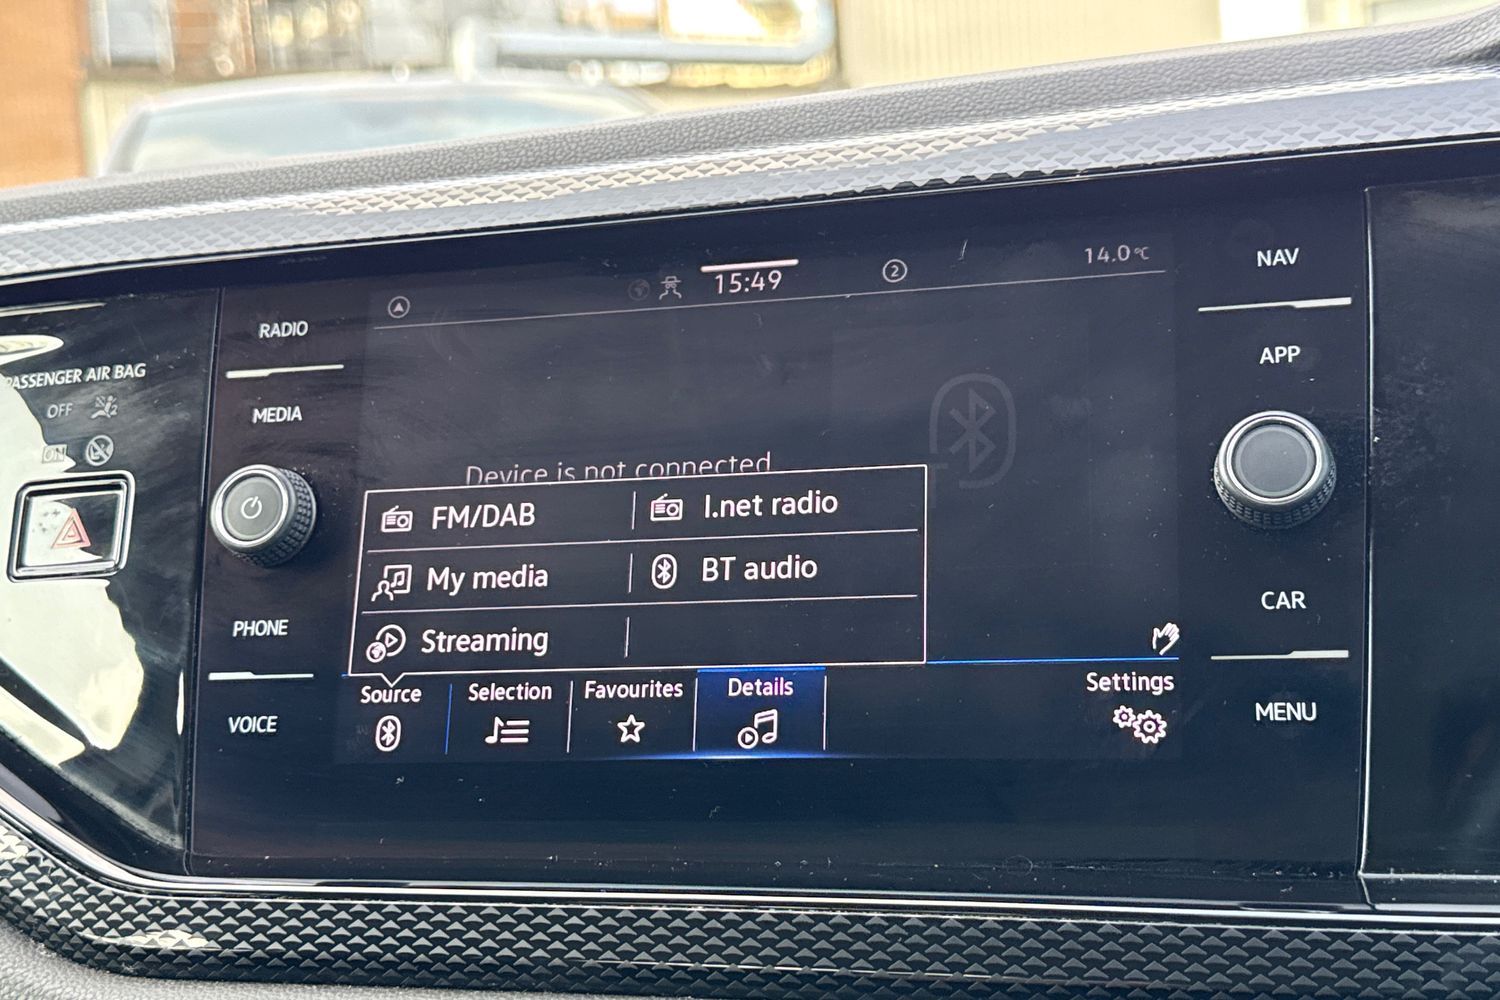 15:49
2
14.0°C
NAV
RADIO
APP
PASSENGER AIR BAG
OFF
ON
MEDIA
Device is not connected
FM/DAB
I.net radio
My media
BT audio
Streaming
PHONE
CAR
Source
Selection
Favourites
Details
Settings
VOICE
MENU